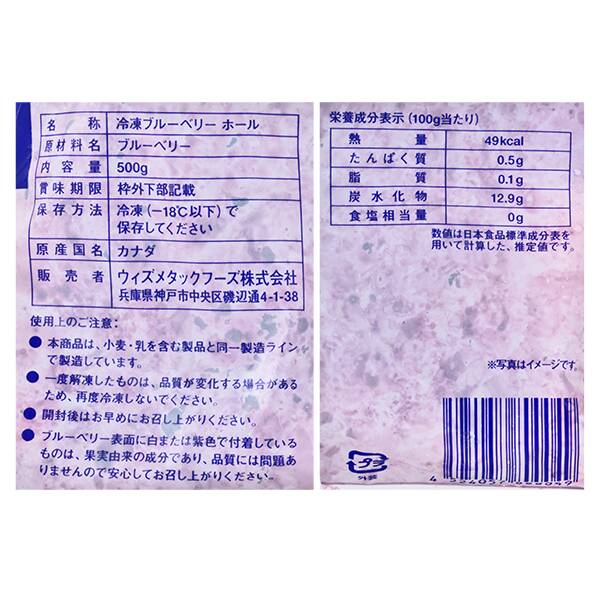 名称 冷凍ブルーベリー ホール
原材料名 ブルーベリー
内容量 500g
賞味期限 枠外下部記載
保存方法 冷凍(−18℃以下)で
保存してください
原産国名 カナダ
販売者 ウィズメタックフーズ株式会社
兵庫県神戸市中央区磯辺通4-1-38
使用上のご注意:
● 本商品は、小麦・乳を含む製品と同一製造ライン
で製造しています。
● 一度解凍したものは、品質が変化する場合がある
ため、再度冷凍しないでください。
● 開封後はお早めにお召し上がりください。
● ブルーベリー表面に白または紫色で付着している
ものは、果実由来の成分であり、品質には問題あ
りませんので安心してお召し上がりください。
栄養成分表示(100g当たり)
熱量 49kcal
たんぱく質 0.5g
脂質 0.1g
炭水化物 12.9g
食塩相当量 0g
数値は日本食品標準成分表を
用いて計算した、推定値です。
※写真はイメージです。
プラ
外装